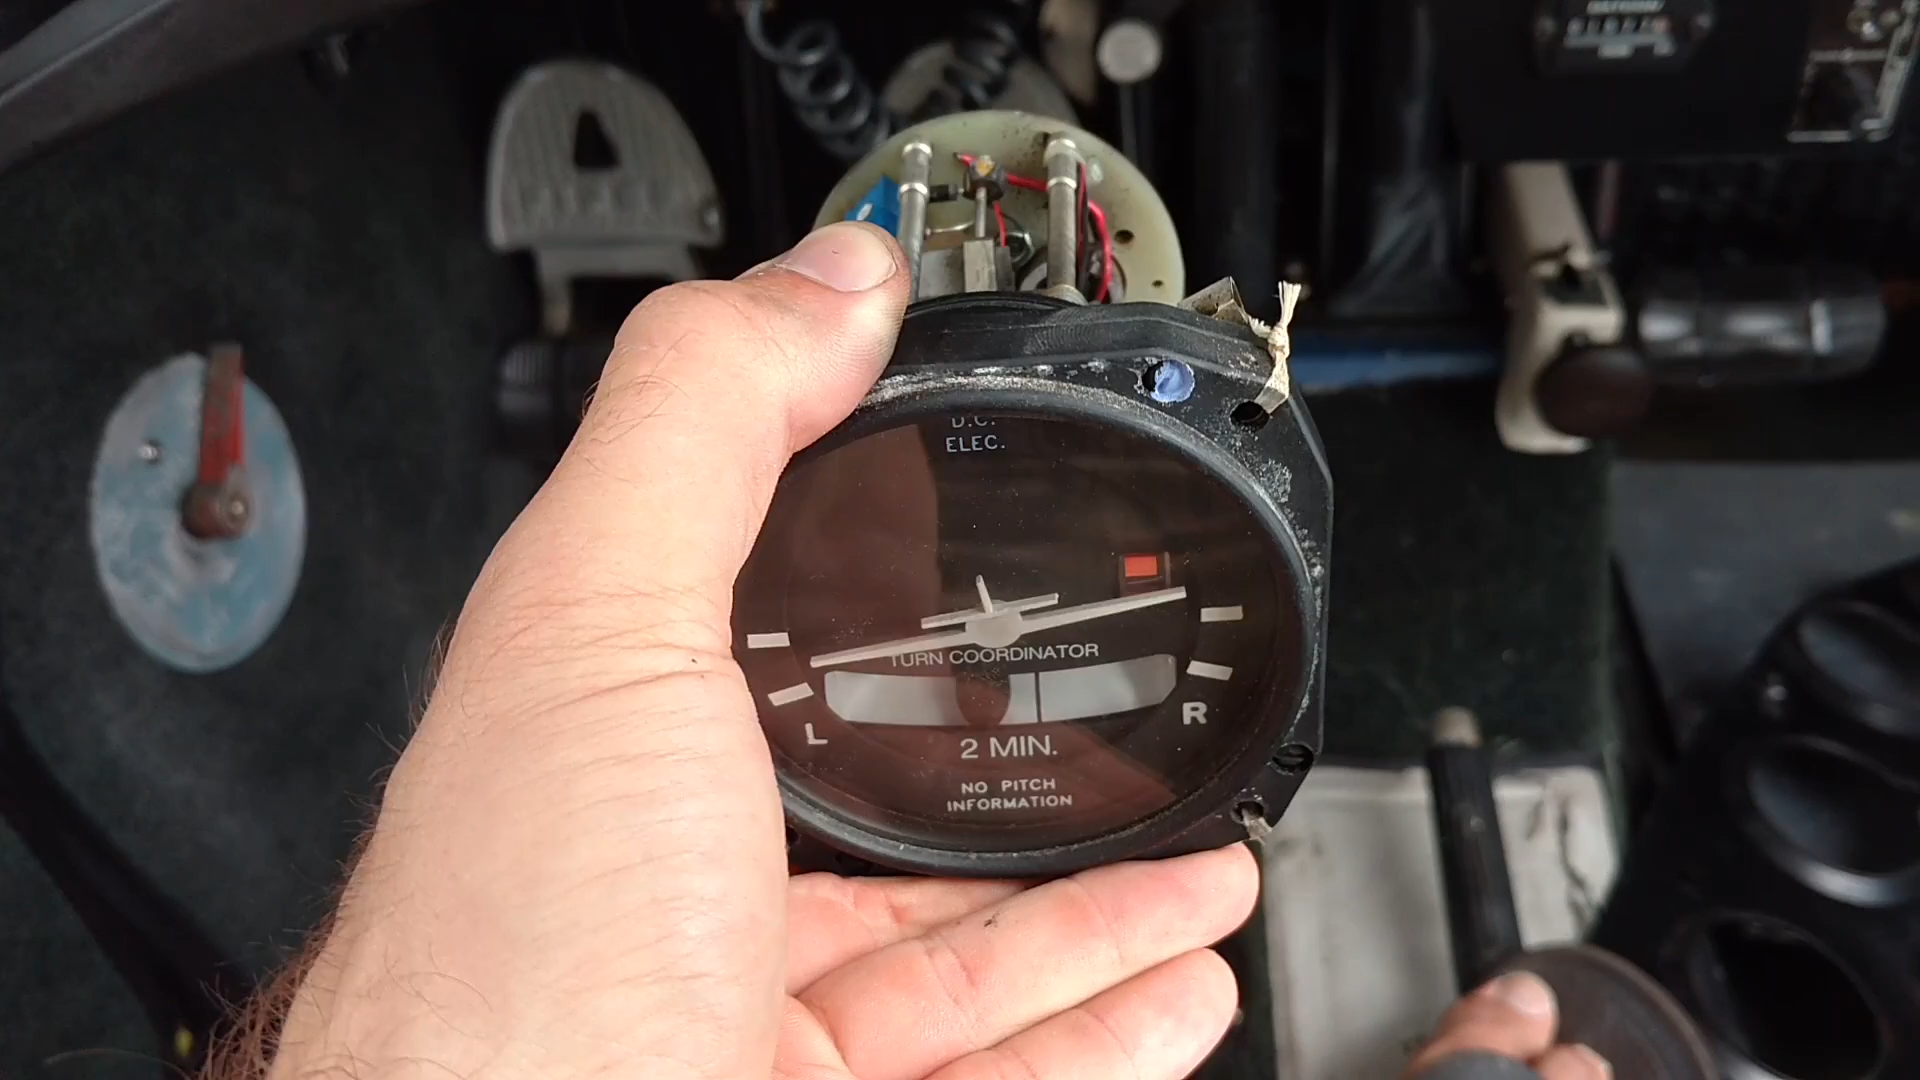 D.C.
ELEC.
TURN COORDINATOR
L
R
2 MIN.
NO PITCH
INFORMATION